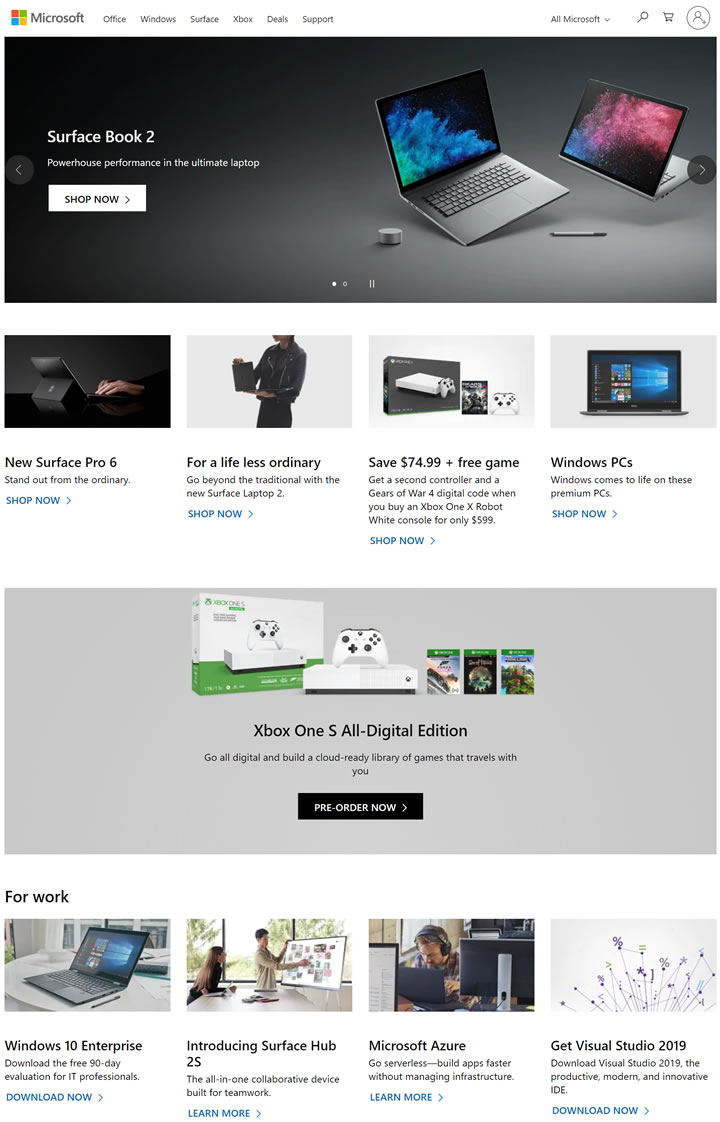 Microsoft
Office
Windows
Surface
Xbox
Deals
Support
All Microsoft
Surface Book 2
Powerhouse performance in the ultimate laptop
SHOP NOW
New Surface Pro 6
Stand out from the ordinary.
SHOP NOW
For a life less ordinary
Go beyond the traditional with the
new Surface Laptop 2.
SHOP NOW
Save $74.99 + free game
Get a second controller and a
Gears of War 4 digital code when
you buy an Xbox One X Robot
White console for only $599.
SHOP NOW
Windows PCs
Windows comes to life on these
premium PCs.
SHOP NOW
XBOX ONE S
Xbox One S All-Digital Edition
Go all digital and build a cloud-ready library of games that travels with
you
PRE-ORDER NOW
For work
Windows 10 Enterprise
Download the free 90-day
evaluation for IT professionals.
DOWNLOAD NOW
Introducing Surface Hub
2S
The all-in-one collaborative device
built for teamwork.
LEARN MORE
Microsoft Azure
Go serverless—build apps faster
without managing infrastructure.
LEARN MORE
Get Visual Studio 2019
Download Visual Studio 2019, the
productive, modern, and innovative
IDE.
DOWNLOAD NOW